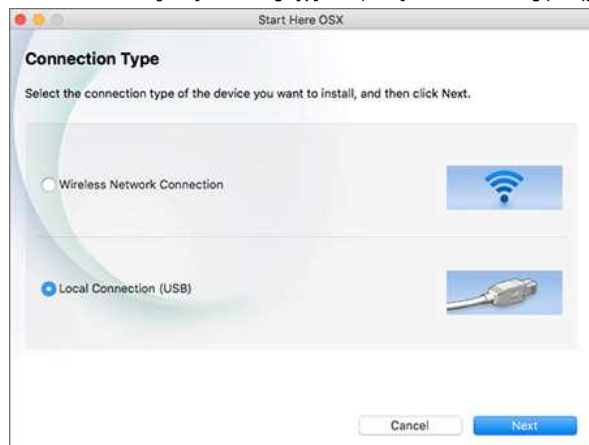 Start Here OSX
Connection Type
Select the connection type of the device you want to install, and then click Next.
Wireless Network Connection
Local Connection (USB)
Cancel
Next